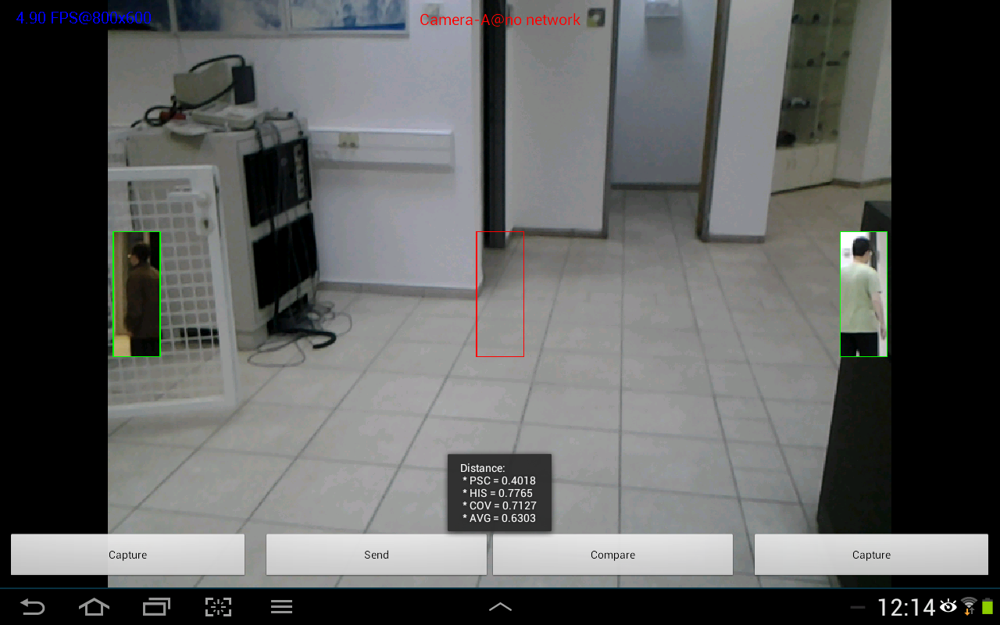 4.90 FPS@800x600
Camera-A@no network
Distance:
* PSC = 0.4018
* HIS = 0.7765
* COV = 0.7127
* AVG = 0.6303
Capture
Send
Compare
Capture
12:14